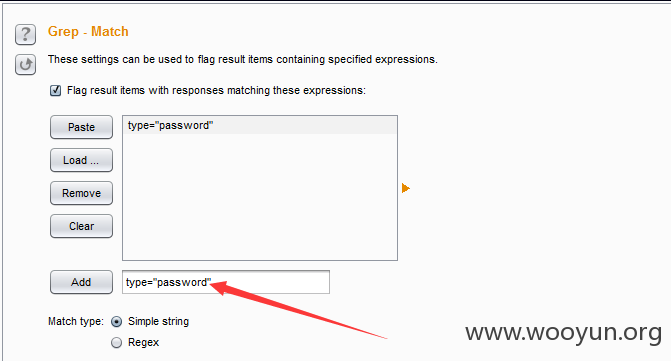 ?
Grep - Match
These settings can be used to flag result items containing specified expressions.
Flag result items with responses matching these expressions:
Paste
type="password"
Load ...
Remove
Clear
Add
type="password"
Match type:
Simple string
Regex
www.wooyun.org